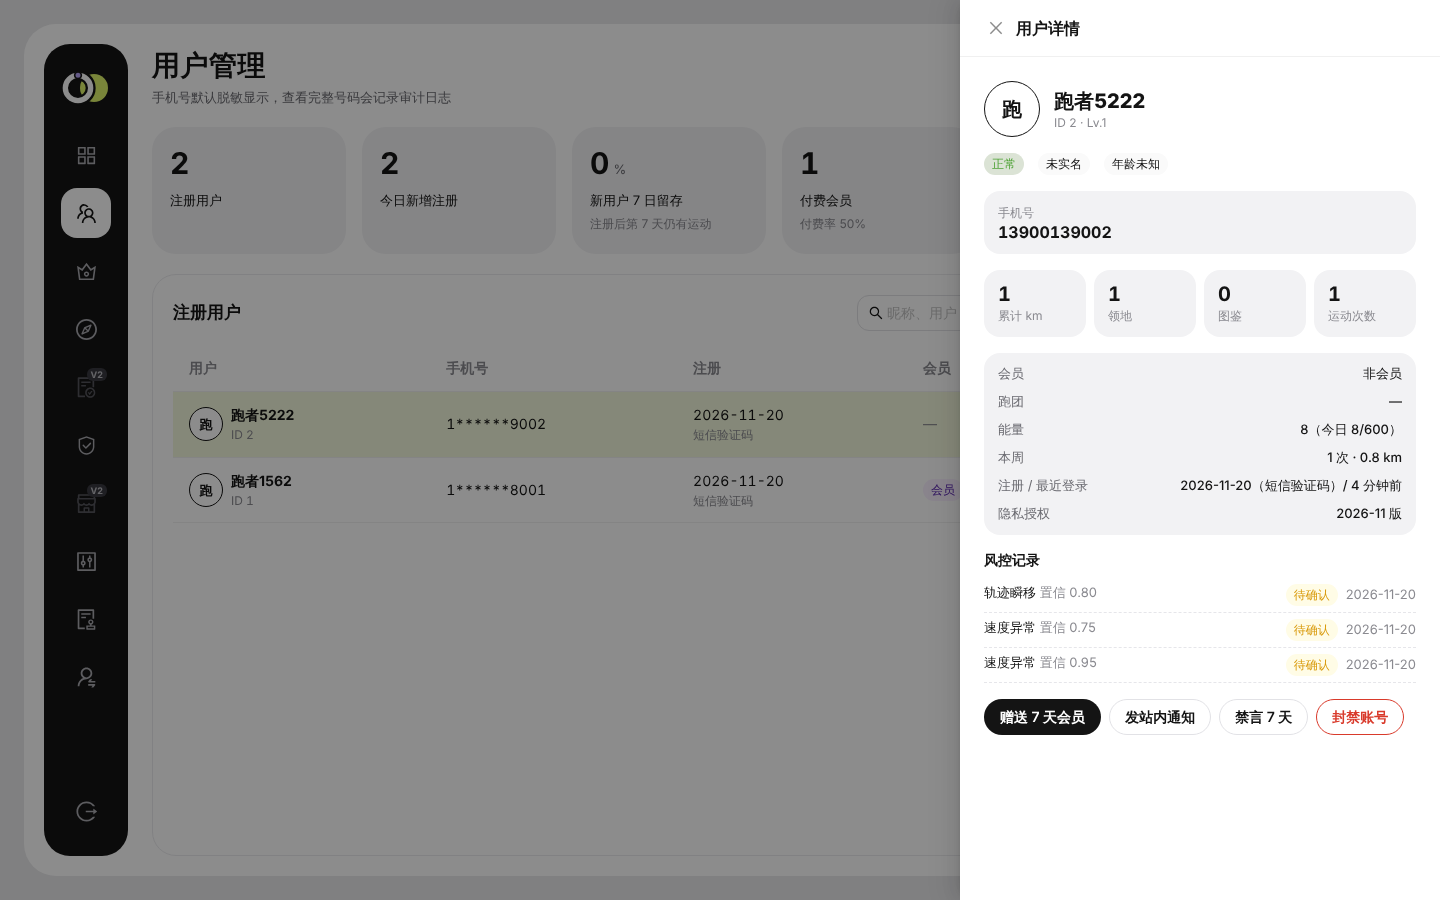 用户管理
手机号默认脱敏显示，查看完整号码会记录审计日志
2
注册用户
2
今日新增注册
0 %
新用户 7 日留存
注册后第 7 天仍有运动
1
付费会员
付费率 50%
V2
V2
注册用户
昵称、用户
用户 手机号 注册 会员
跑 跑者5222 1******9002 2026-11-20 —
ID 2 短信验证码
跑 跑者1562 1******8001 2026-11-20 会员
ID 1 短信验证码
用户详情
跑
跑者5222
ID 2 · Lv.1
正常 未实名 年龄未知
手机号
13900139002
1
累计 km
1
领地
0
图鉴
1
运动次数
会员 非会员
跑团 —
能量 8（今日 8/600）
本周 1 次 · 0.8 km
注册 / 最近登录 2026-11-20（短信验证码）/ 4 分钟前
隐私授权 2026-11 版
风控记录
轨迹瞬移 置信 0.80 待确认 2026-11-20
速度异常 置信 0.75 待确认 2026-11-20
速度异常 置信 0.95 待确认 2026-11-20
赠送 7 天会员 发站内通知 禁言 7 天 封禁账号